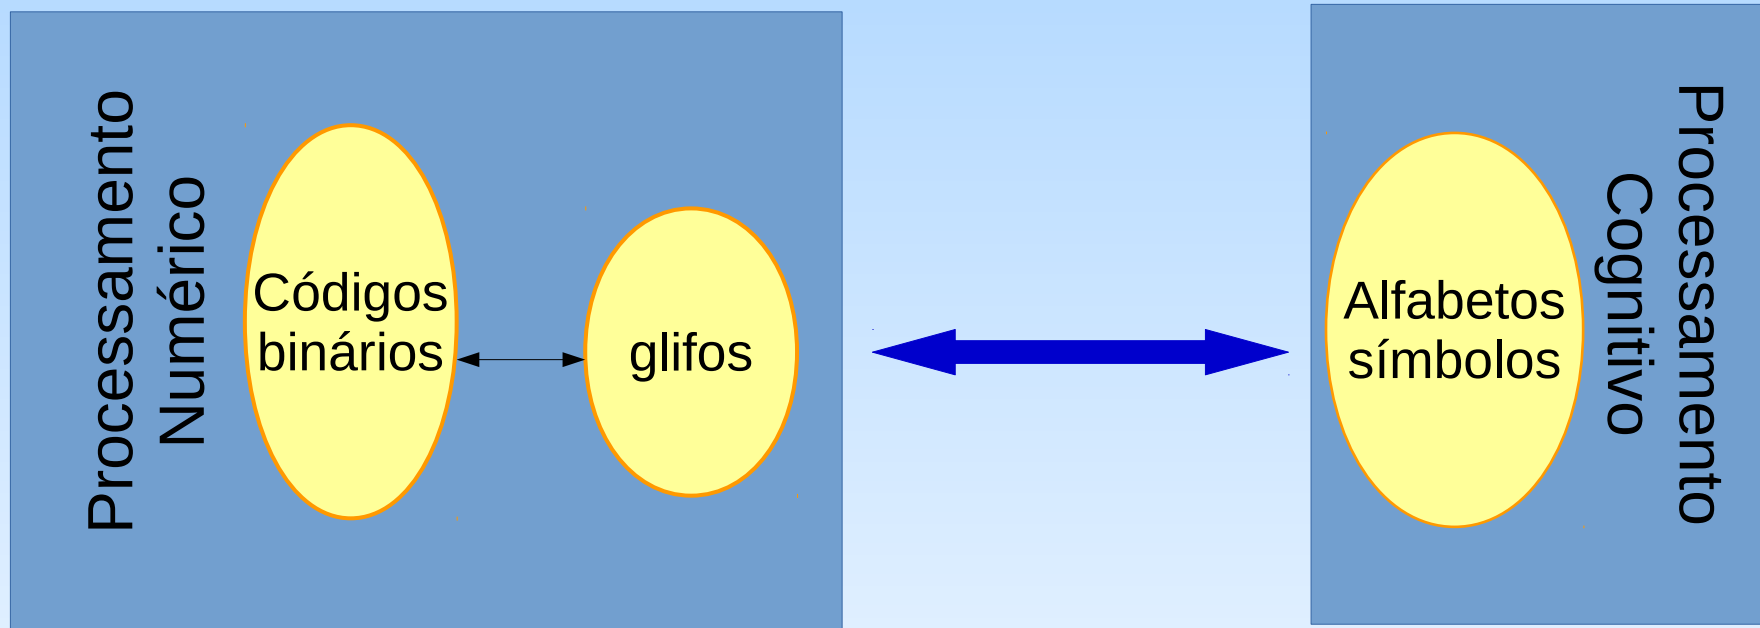 Processamento
Numérico
Códigos
binários
glifos
Alfabetos
símbolos
Processamento
Cognitivo